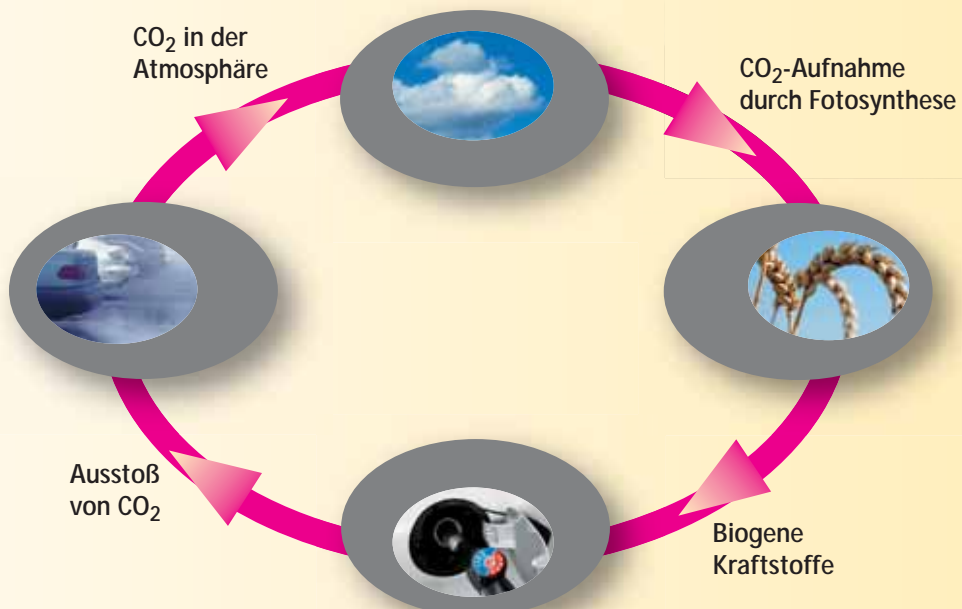 CO₂ in der
Atmosphäre
CO₂-Aufnahme
durch Fotosynthese
Ausstoß
von CO₂
Biogene
Kraftstoffe